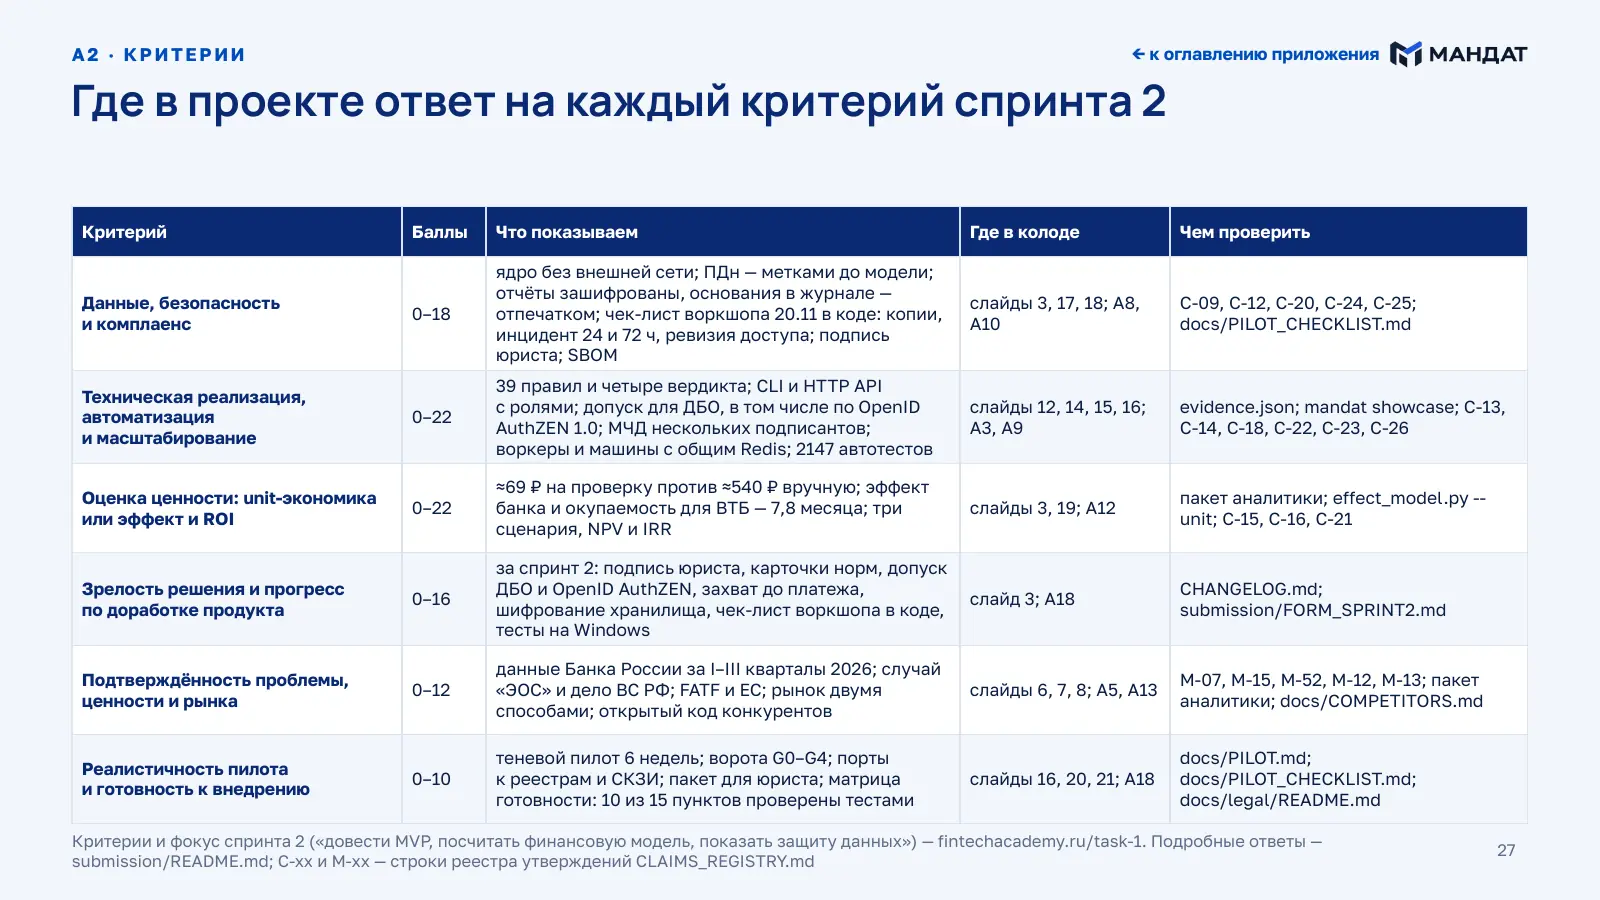 А2 · КРИТЕРИИ
← к оглавлению приложения
МАНДАТ
Где в проекте ответ на каждый критерий спринта 2
Критерий
Баллы
Что показываем
Где в колоде
Чем проверить
Данные, безопасность
и комплаенс
0–18
ядро без внешней сети; ПДн — метками до модели;
отчёты зашифрованы, основания в журнале —
отпечатком; чек-лист воркшопа 20.11 в коде: копии,
инцидент 24 и 72 ч, ревизия доступа; подпись
юриста; SBOM
слайды 3, 17, 18; А8,
А10
С-09, С-12, С-20, С-24, С-25;
docs/PILOT_CHECKLIST.md
Техническая реализация,
автоматизация
и масштабирование
0–22
39 правил и четыре вердикта; CLI и HTTP API
с ролями; допуск для ДБО, в том числе по OpenID
AuthZEN 1.0; МЧД нескольких подписантов;
воркеры и машины с общим Redis; 2147 автотестов
слайды 12, 14, 15, 16;
А3, А9
evidence.json; mandat showcase; С-13,
С-14, С-18, С-22, С-23, С-26
Оценка ценности: unit-экономика
или эффект и ROI
0–22
≈69 ₽ на проверку против ≈540 ₽ вручную; эффект
банка и окупаемость для ВТБ — 7,8 месяца; три
сценария, NPV и IRR
слайды 3, 19; А12
пакет аналитики; effect_model.py --
unit; С-15, С-16, С-21
Зрелость решения и прогресс
по доработке продукта
0–16
за спринт 2: подпись юриста, карточки норм, допуск
ДБО и OpenID AuthZEN, захват до платежа,
шифрование хранилища, чек-лист воркшопа в коде,
тесты на Windows
слайд 3; А18
CHANGELOG.md;
submission/FORM_SPRINT2.md
Подтверждённость проблемы,
ценности и рынка
0–12
данные Банка России за I–III кварталы 2026; случай
«ЭОС» и дело ВС РФ; FATF и ЕС; рынок двумя
способами; открытый код конкурентов
слайды 6, 7, 8; А5, А13
М-07, М-15, М-52, М-12, М-13; пакет
аналитики; docs/COMPETITORS.md
Реалистичность пилота
и готовность к внедрению
0–10
теневой пилот 6 недель; ворота G0–G4; порты
к реестрам и СКЗИ; пакет для юриста; матрица
готовности: 10 из 15 пунктов проверены тестами
слайды 16, 20, 21; А18
docs/PILOT.md;
docs/PILOT_CHECKLIST.md;
docs/legal/README.md
Критерии и фокус спринта 2 («довести MVP, посчитать финансовую модель, показать защиту данных») — fintechacademy.ru/task-1. Подробные ответы —
submission/README.md; С-xx и М-xx — строки реестра утверждений CLAIMS_REGISTRY.md
27